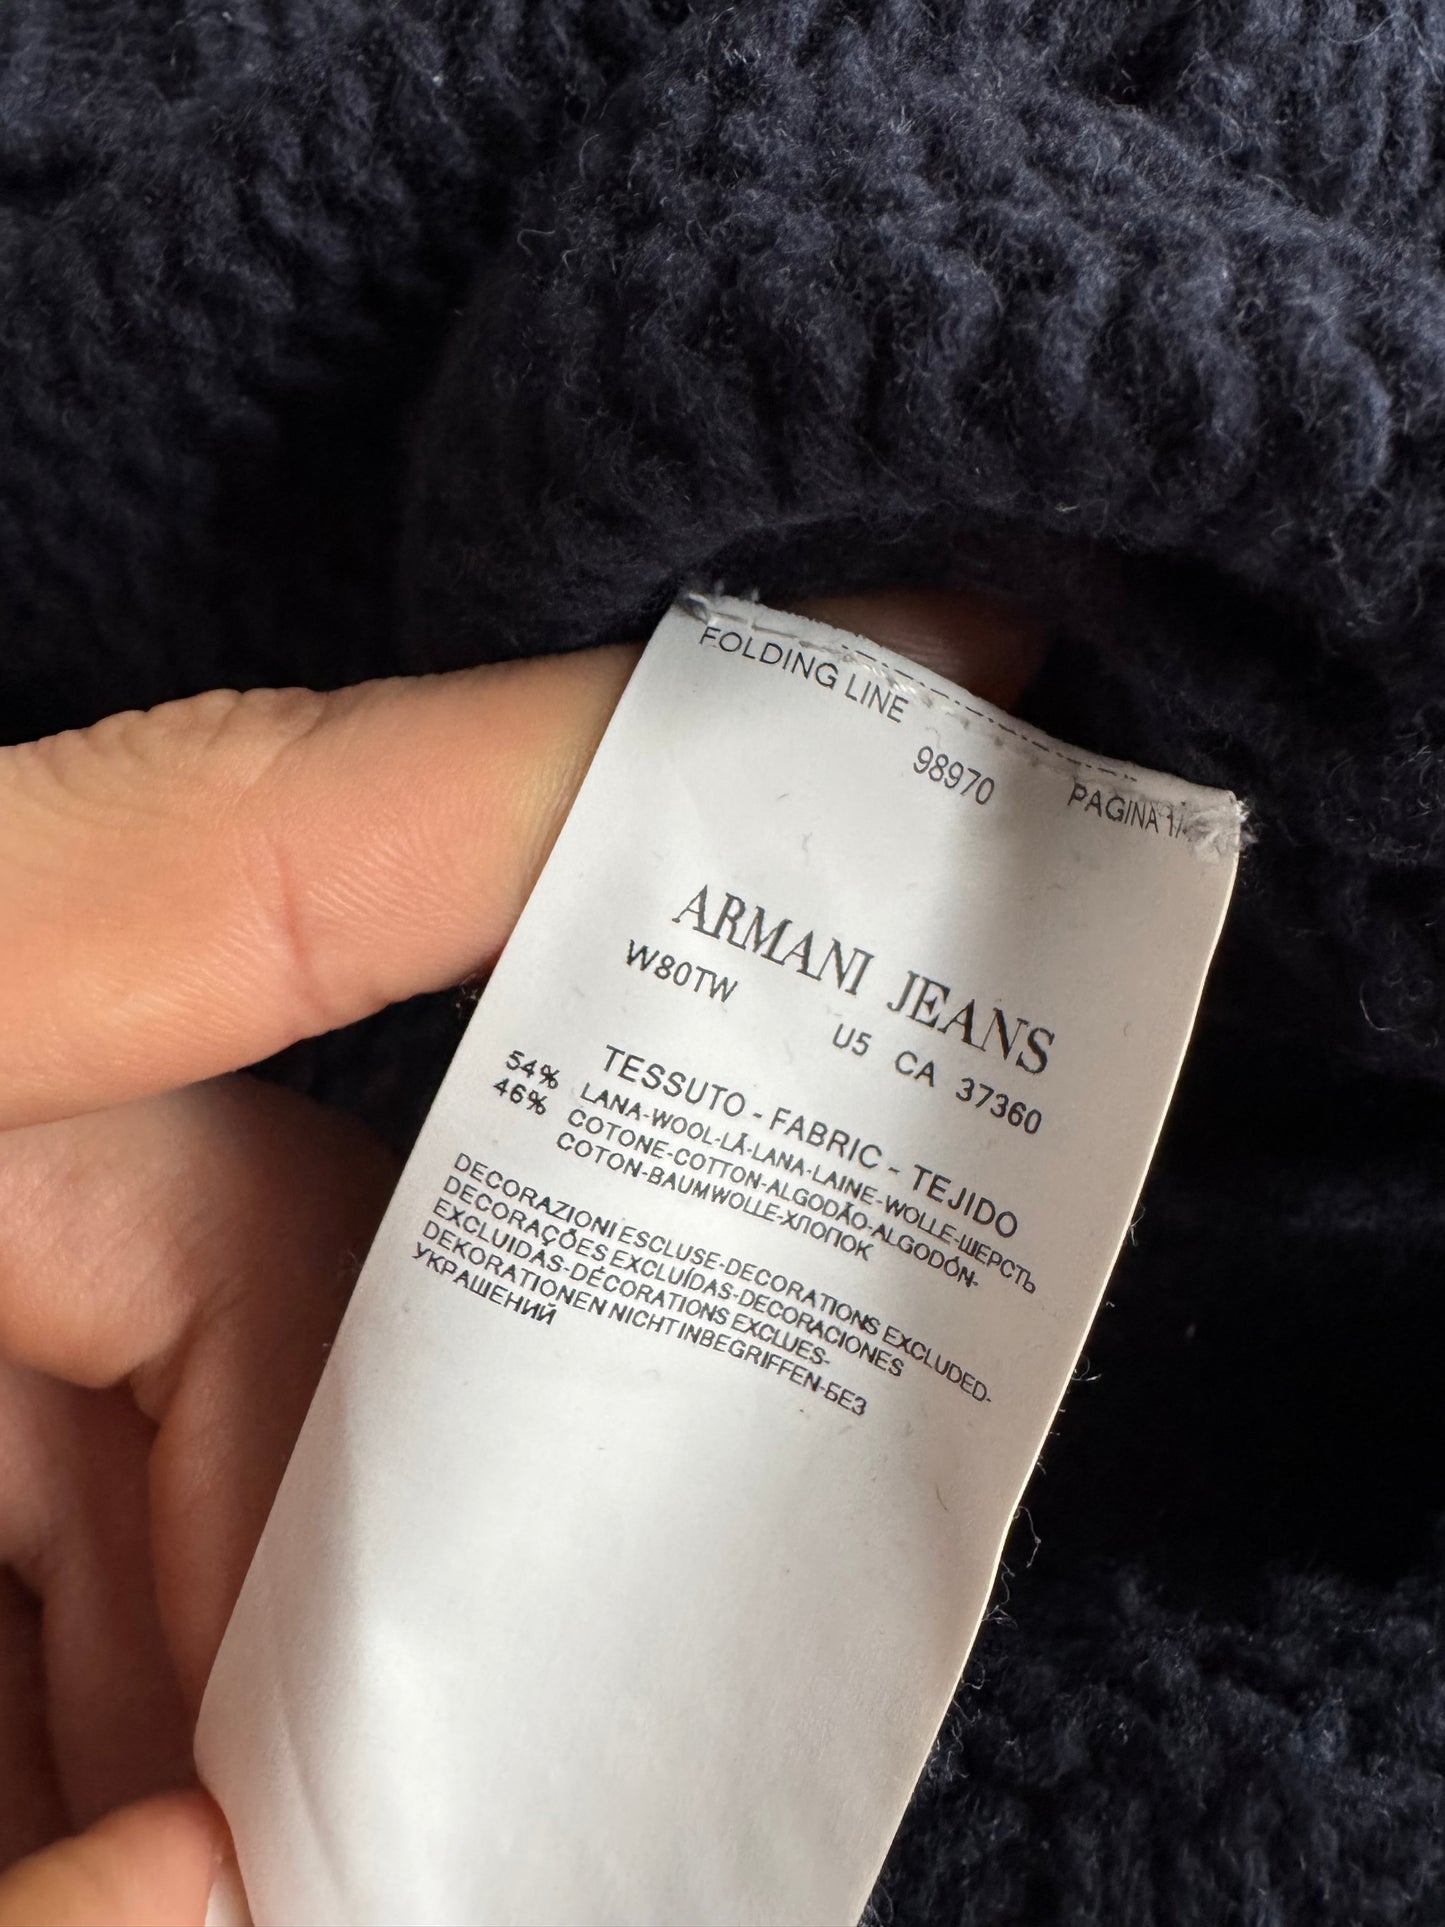 FOLDING LINE
98970
PAGINA 1/
ARMANI JEANS
W80TW U5 CA 37360
TESSUTO - FABRIC - TEJIDO
54% LANA-WOOL-LÃ-LANA-LAINE-WOLLE-ШЕРСТЬ
46% COTONE-COTTON-ALGODÃO-ALGODÓN-
COTON-BAUMWOLLE-ХЛОПОК
DECORAZIONI ESCLUSE-DECORATIONS EXCLUDED-
DECORAÇÕES EXCLUÍDAS-DECORACIONES
EXCLUIDAS-DÉCORATIONS EXCLUES-
DEKORATIONEN NICHT INBEGRIFFEN-БЕЗ
УКРАШЕНИЙ